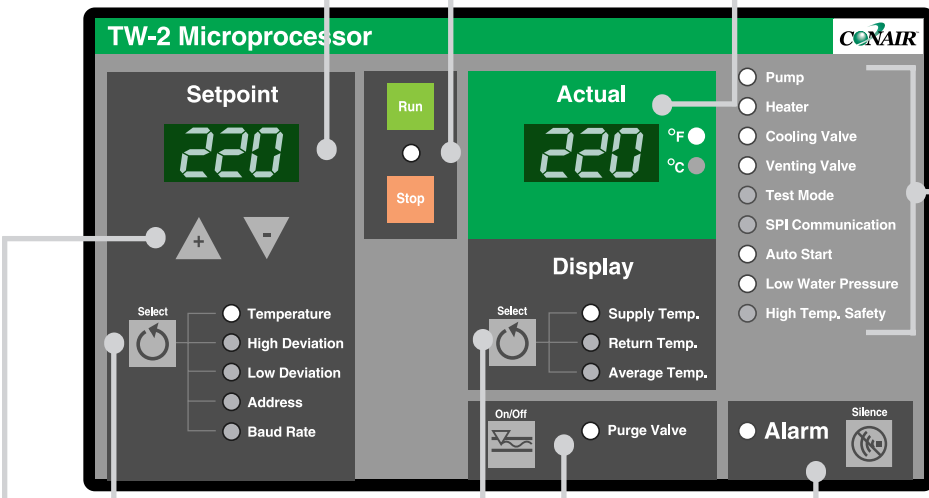 TW-2 Microprocessor
CONAIR
Setpoint
220
+
-
Select
Temperature
High Deviation
Low Deviation
Address
Baud Rate
Run
Stop
Actual
220
°F
°C
Display
Select
Supply Temp.
Return Temp.
Average Temp.
On/Off
Purge Valve
Pump
Heater
Cooling Valve
Venting Valve
Test Mode
SPI Communication
Auto Start
Low Water Pressure
High Temp. Safety
Alarm
Silence